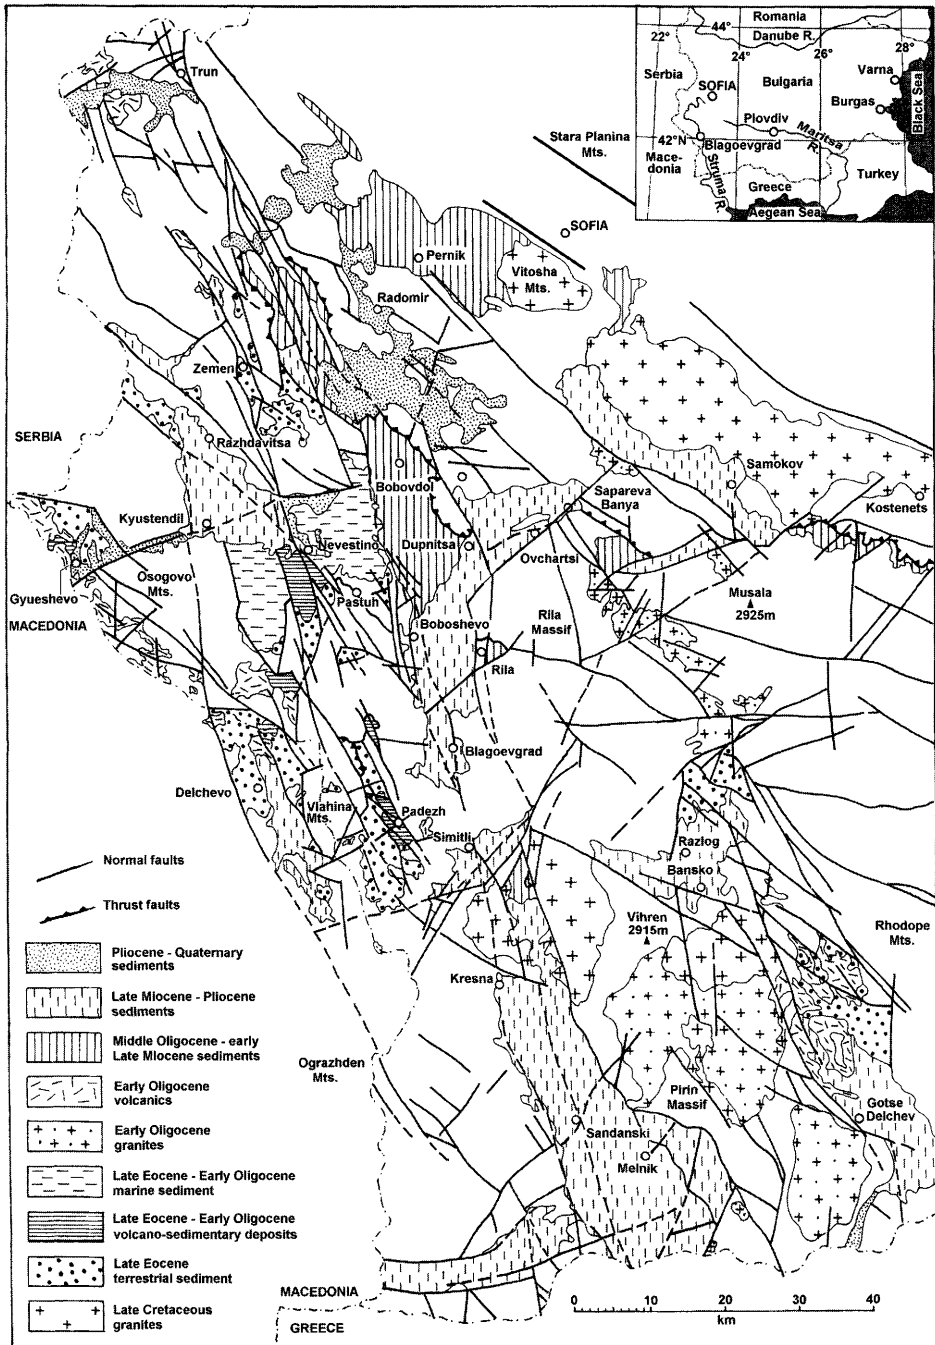 Romania
44°
Danube R.
22°
24°
26°
28°
Serbia
Varna
SOFIA
Bulgaria
Burgas
Black Sea
Plovdiv
Maritsa R.
42°N
Blagoevgrad
Mace-
donia
Struma R.
Turkey
Greece
Aegean Sea
Trun
Stara Planina
Mts.
SOFIA
Pernik
Vitosha
Mts.
Radomir
Zemen
SERBIA
Razhdavitsa
Samokov
Bobovdol
Sapareva
Banya
Kostenets
Kyustendil
Nevestino
Dupnitsa
Ovchartsi
Gyueshevo
Osogovo
Mts.
Pastuh
Musala
2925m
MACEDONIA
Boboshevo
Rila
Massif
Rila
Blagoevgrad
Delchevo
Vlahina
Mts.
Padezh
Simitli
Razlog
Bansko
Normal faults
Thrust faults
Vihren
2915m
Rhodope
Mts.
Kresna
Pliocene - Quaternary
sediments
Late Miocene - Pliocene
sediments
Middle Oligocene - early
Late Miocene sediments
Ograzhden
Mts.
Early Oligocene
volcanics
Pirin
Massif
Gotse
Delchev
Early Oligocene
granites
Sandanski
Melnik
Late Eocene - Early Oligocene
marine sediment
Late Eocene - Early Oligocene
volcano-sedimentary deposits
Late Eocene
terrestrial sediment
Late Cretaceous
granites
MACEDONIA
GREECE
0 10 20 30 40
km